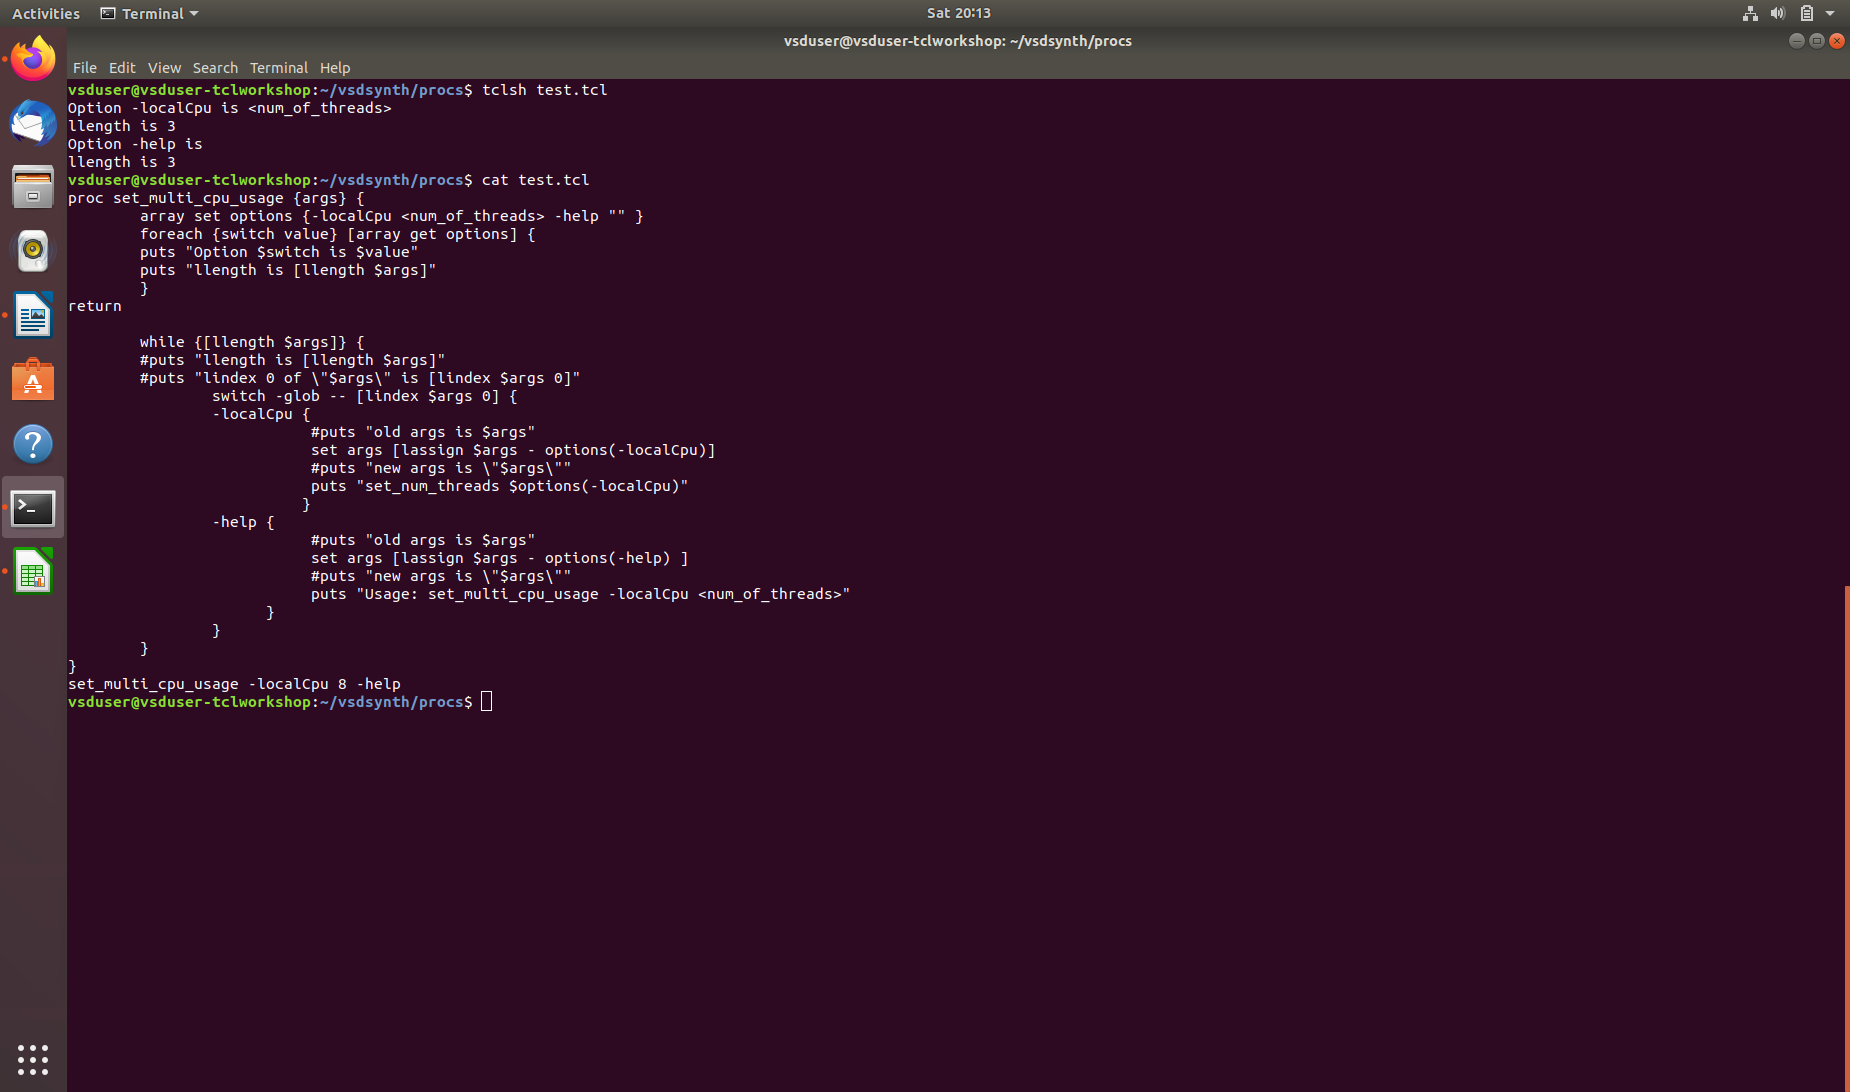 Activities Terminal Sat 20:13
vsduser@vsduser-tclworkshop: ~/vsdsynth/procs
File Edit View Search Terminal Help
vsduser@vsduser-tclworkshop:~/vsdsynth/procs$ tclsh test.tcl
Option -localCpu is <num_of_threads>
llength is 3
Option -help is
llength is 3
vsduser@vsduser-tclworkshop:~/vsdsynth/procs$ cat test.tcl
proc set_multi_cpu_usage {args} {
        array set options {-localCpu <num_of_threads> -help "" }
        foreach {switch value} [array get options] {
        puts "Option $switch is $value"
        puts "llength is [llength $args]"
        }
return
        while {[llength $args]} {
        #puts "llength is [llength $args]"
        #puts "lindex 0 of \"$args\" is [lindex $args 0]"
                switch -glob -- [lindex $args 0] {
                -localCpu {
                           #puts "old args is $args"
                           set args [lassign $args - options(-localCpu)]
                           #puts "new args is \"$args\""
                           puts "set_num_threads $options(-localCpu)"
                          }
                -help {
                           #puts "old args is $args"
                           set args [lassign $args - options(-help) ]
                           #puts "new args is \"$args\""
                           puts "Usage: set_multi_cpu_usage -localCpu <num_of_threads>"
                      }
                }
        }
}
set_multi_cpu_usage -localCpu 8 -help
vsduser@vsduser-tclworkshop:~/vsdsynth/procs$